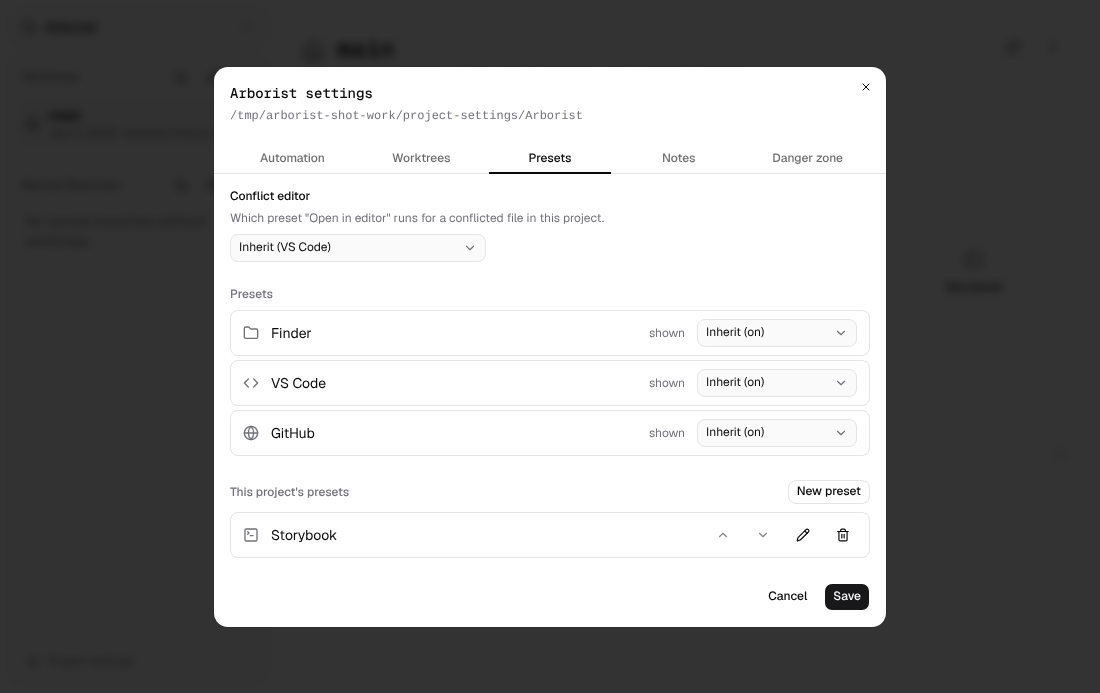 main
Arborist settings
/tmp/arborist-shot-work/project-settings/Arborist
Automation
Worktrees
Presets
Notes
Danger zone
Conflict editor
Which preset "Open in editor" runs for a conflicted file in this project.
Inherit (VS Code)
Presets
Finder
shown
Inherit (on)
VS Code
shown
Inherit (on)
GitHub
shown
Inherit (on)
This project's presets
New preset
Storybook
Cancel
Save